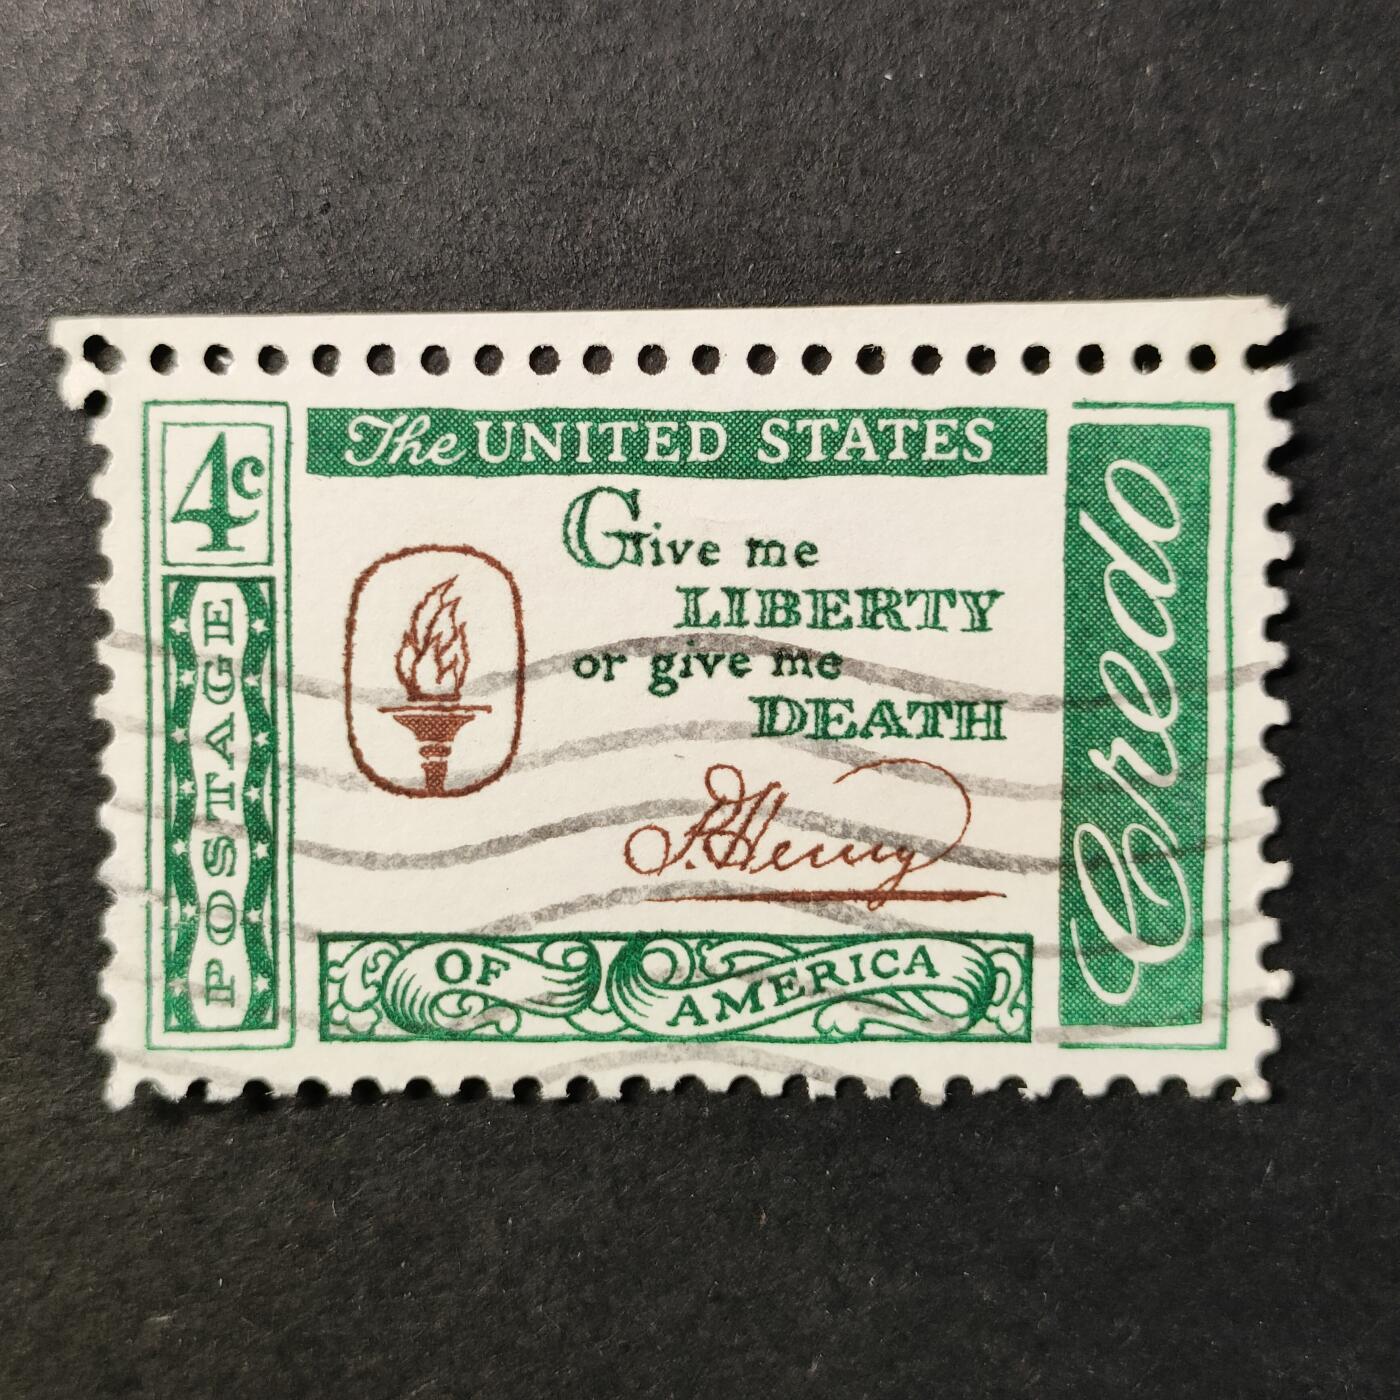 4c
POSTAGE
The UNITED STATES
Give me
LIBERTY
or give me
DEATH
P. Henry
OF AMERICA
Credo